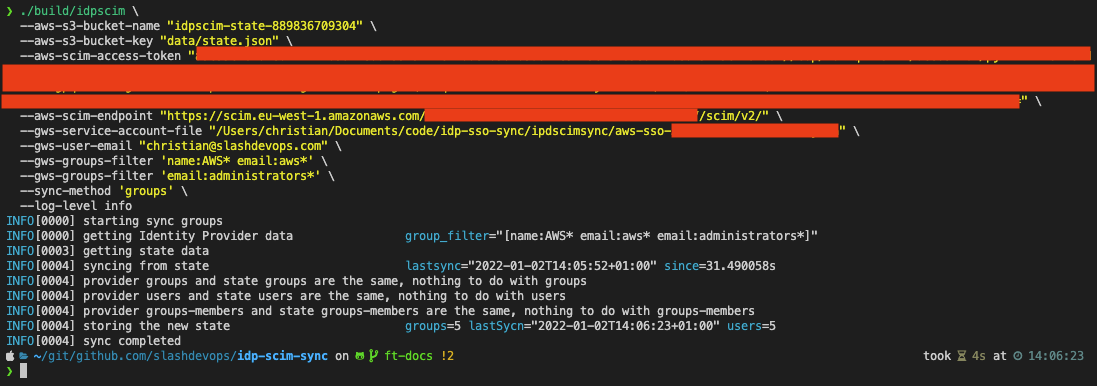 ❯ ./build/idpscim \
--aws-s3-bucket-name "idpscim-state-889836709304" \
--aws-s3-bucket-key "data/state.json" \
--aws-scim-access-token "
" \
--aws-scim-endpoint "https://scim.eu-west-1.amazonaws.com/ /scim/v2/" \
--gws-service-account-file "/Users/christian/Documents/code/idp-sso-sync/ipdscimsync/aws-sso- " \
--gws-user-email "christian@slashdevops.com" \
--gws-groups-filter 'name:AWS* email:aws*' \
--gws-groups-filter 'email:administrators*' \
--sync-method 'groups' \
--log-level info
INFO[0000] starting sync groups
INFO[0000] getting Identity Provider data group_filter="[name:AWS* email:aws* email:administrators*]"
INFO[0003] getting state data
INFO[0004] syncing from state lastsync="2022-01-02T14:05:52+01:00" since=31.490058s
INFO[0004] provider groups and state groups are the same, nothing to do with groups
INFO[0004] provider users and state users are the same, nothing to do with users
INFO[0004] provider groups-members and state groups-members are the same, nothing to do with groups-members
INFO[0004] storing the new state groups=5 lastSycn="2022-01-02T14:06:23+01:00" users=5
INFO[0004] sync completed
~/git/github.com/slashdevops/idp-scim-sync on ft-docs !2 took 4s at 14:06:23
❯